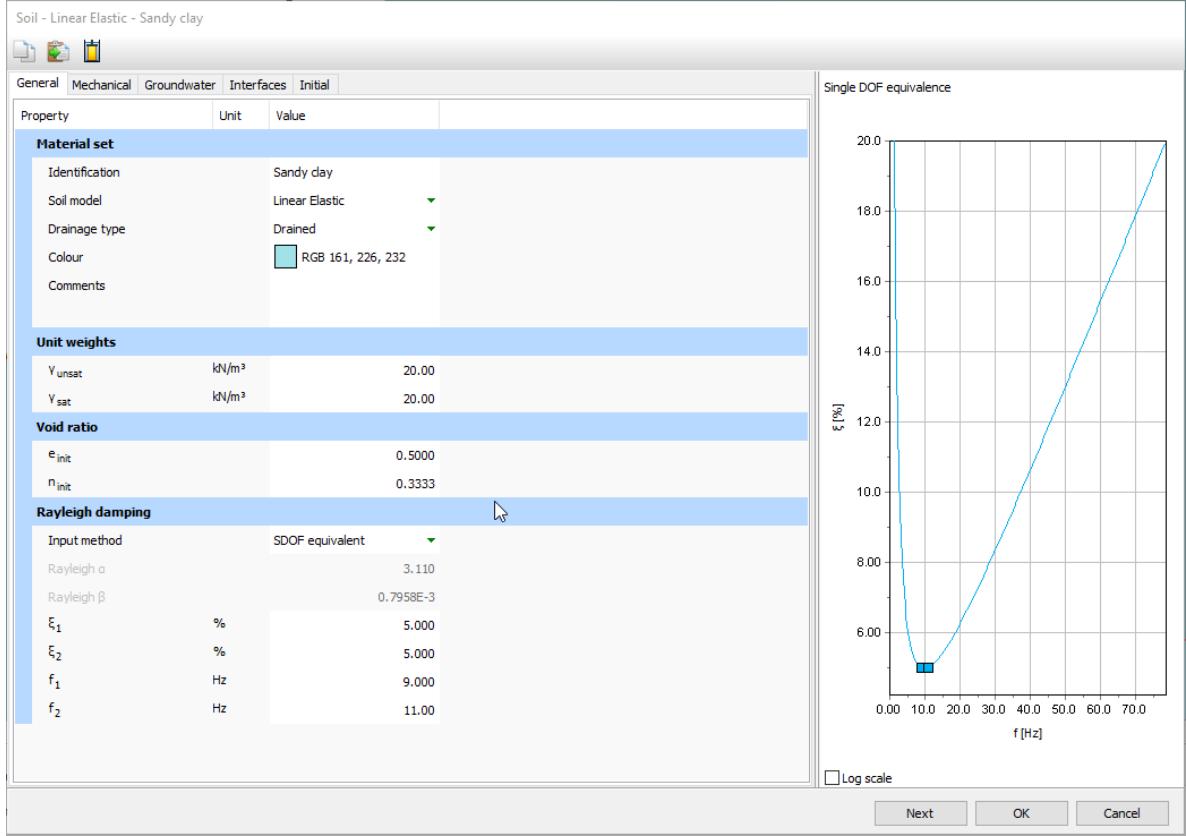 Soil - Linear Elastic - Sandy clay
General Mechanical Groundwater Interfaces Initial
Property Unit Value
Material set
Identification Sandy clay
Soil model Linear Elastic
Drainage type Drained
Colour RGB 161, 226, 232
Comments
Unit weights
γ unsat kN/m³ 20.00
γ sat kN/m³ 20.00
Void ratio
e init 0.5000
n init 0.3333
Rayleigh damping
Input method SDOF equivalent
Rayleigh α 3.110
Rayleigh β 0.7958E-3
ξ1 % 5.000
ξ2 % 5.000
f1 Hz 9.000
f2 Hz 11.00
Single DOF equivalence
20.0
18.0
16.0
14.0
12.0
10.0
8.00
6.00
ξ [%]
0.00 10.0 20.0 30.0 40.0 50.0 60.0 70.0
f [Hz]
Log scale
Next OK Cancel